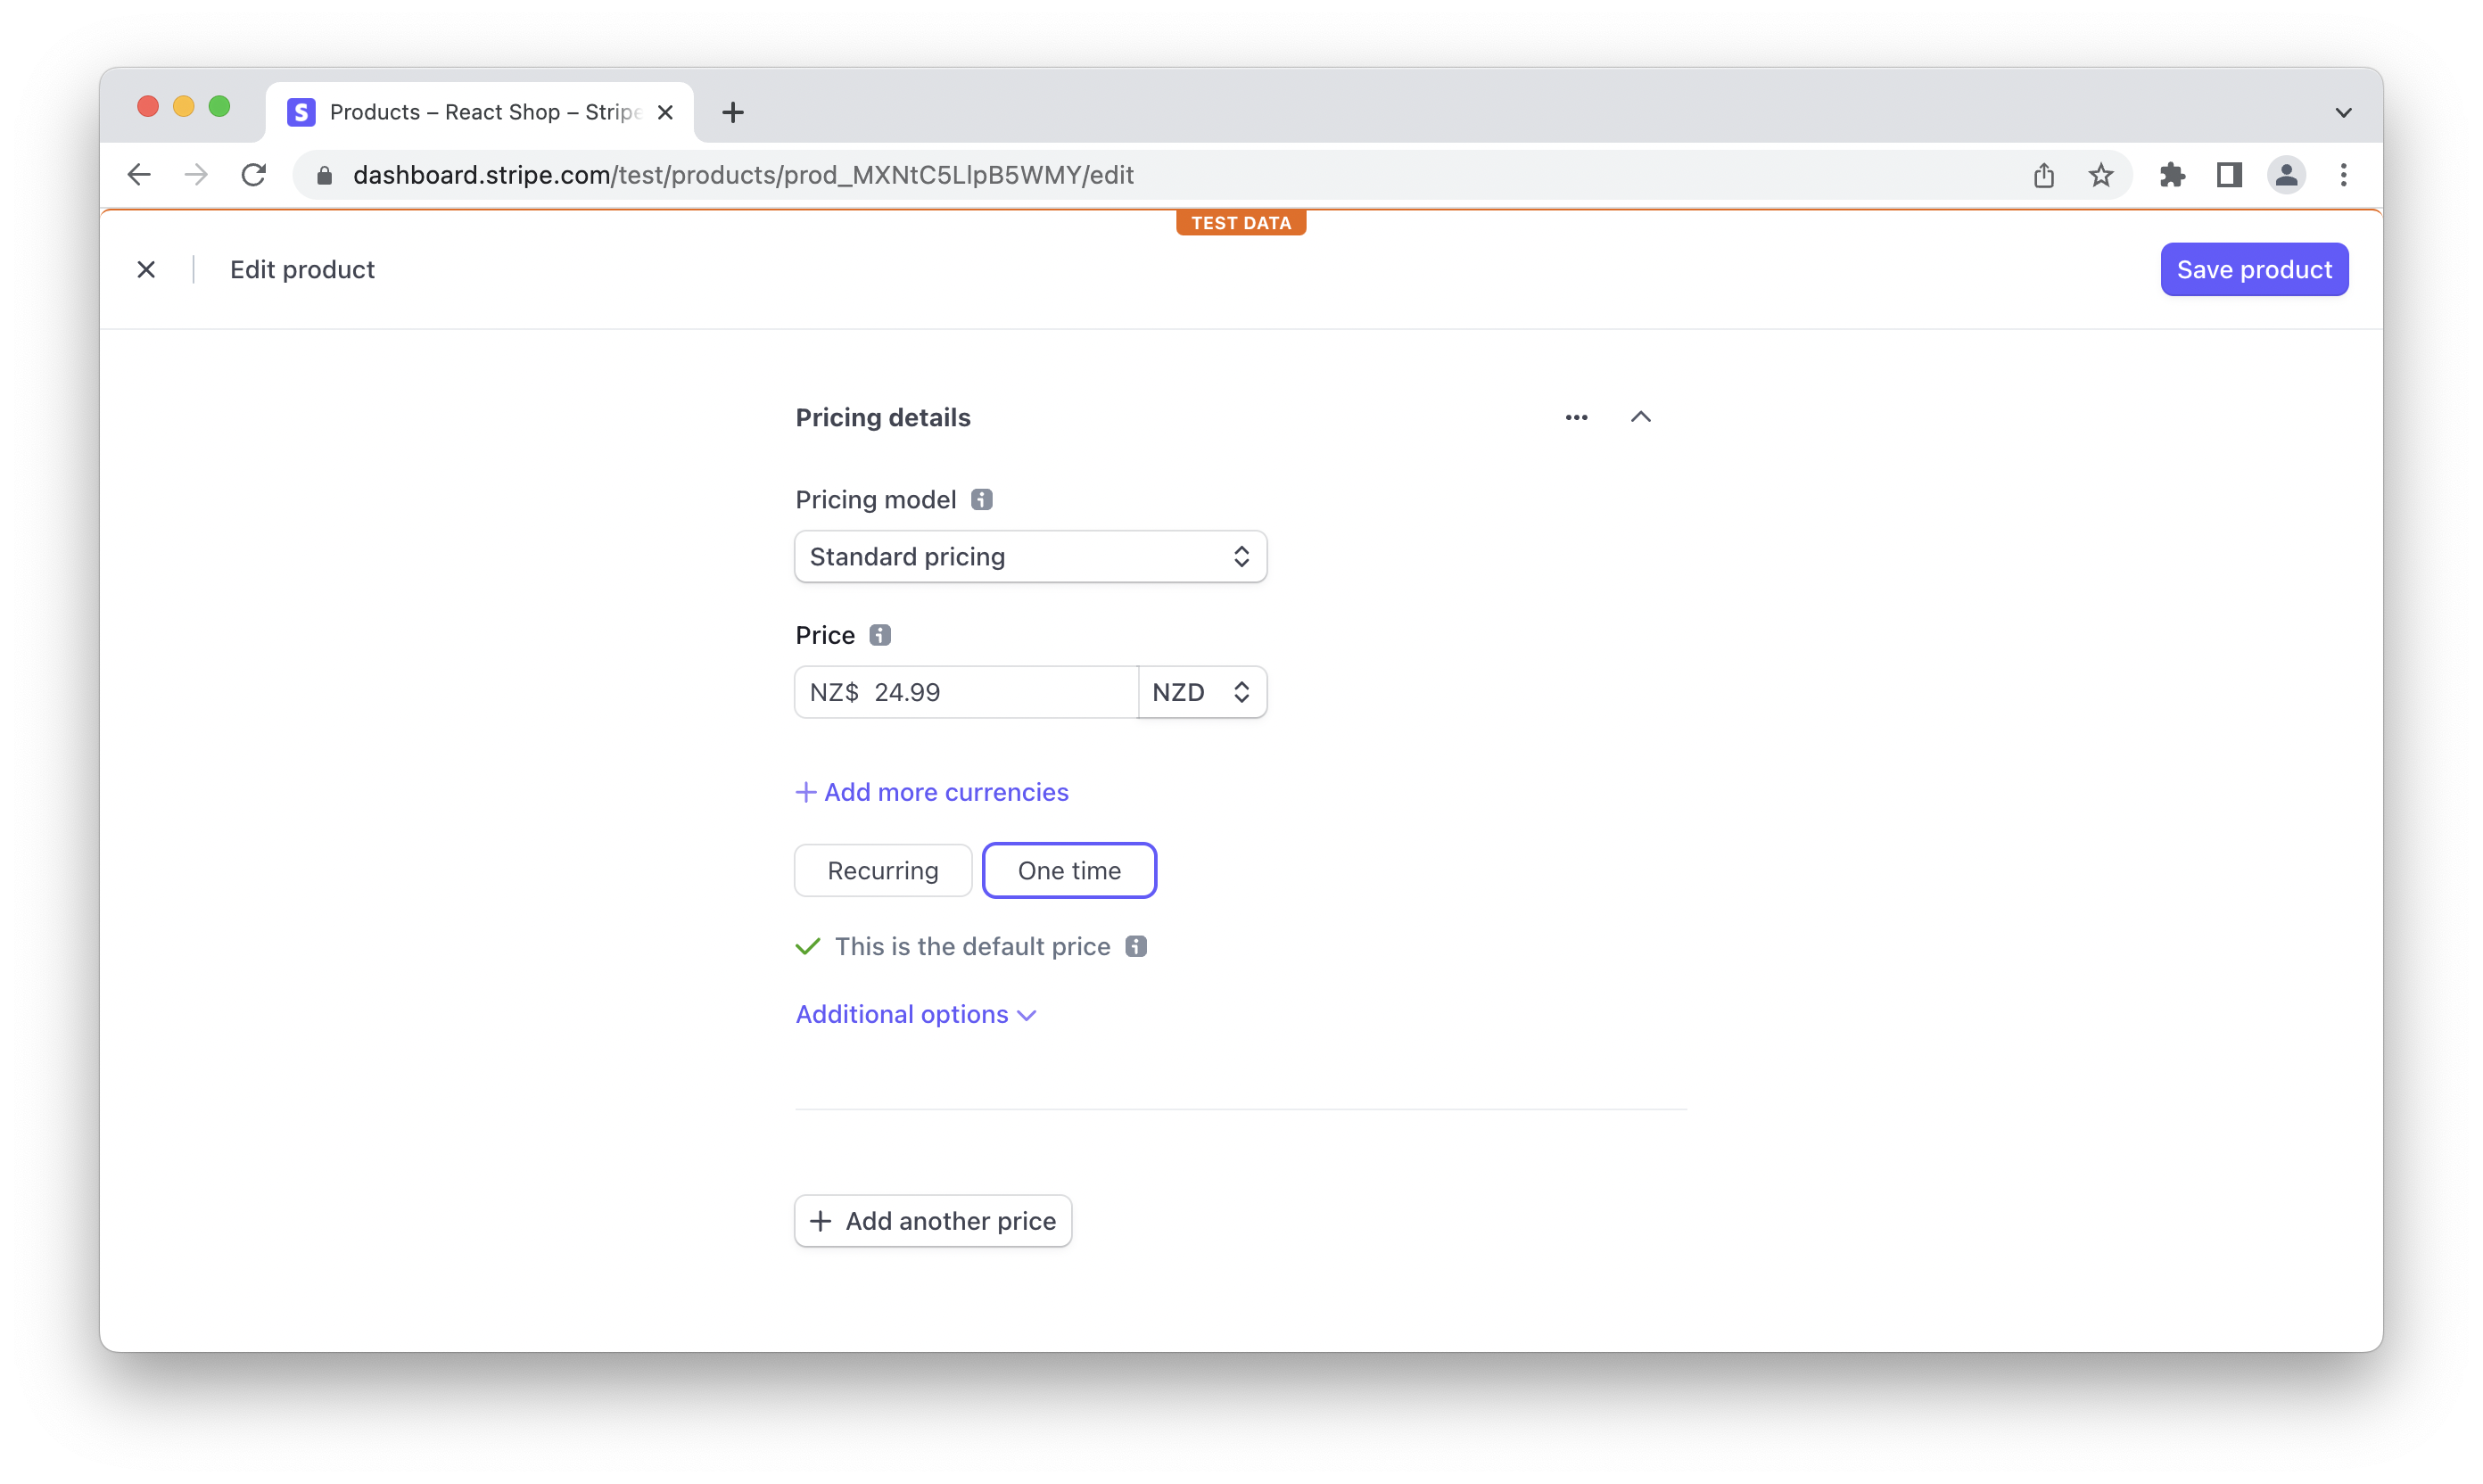 Products – React Shop – Stripe
dashboard.stripe.com/test/products/prod_MXNtC5LlpB5WMY/edit
TEST DATA
Edit product
Save product
Pricing details
Pricing model
Standard pricing
Price
NZ$ 24.99 NZD
Add more currencies
Recurring One time
This is the default price
Additional options
Add another price